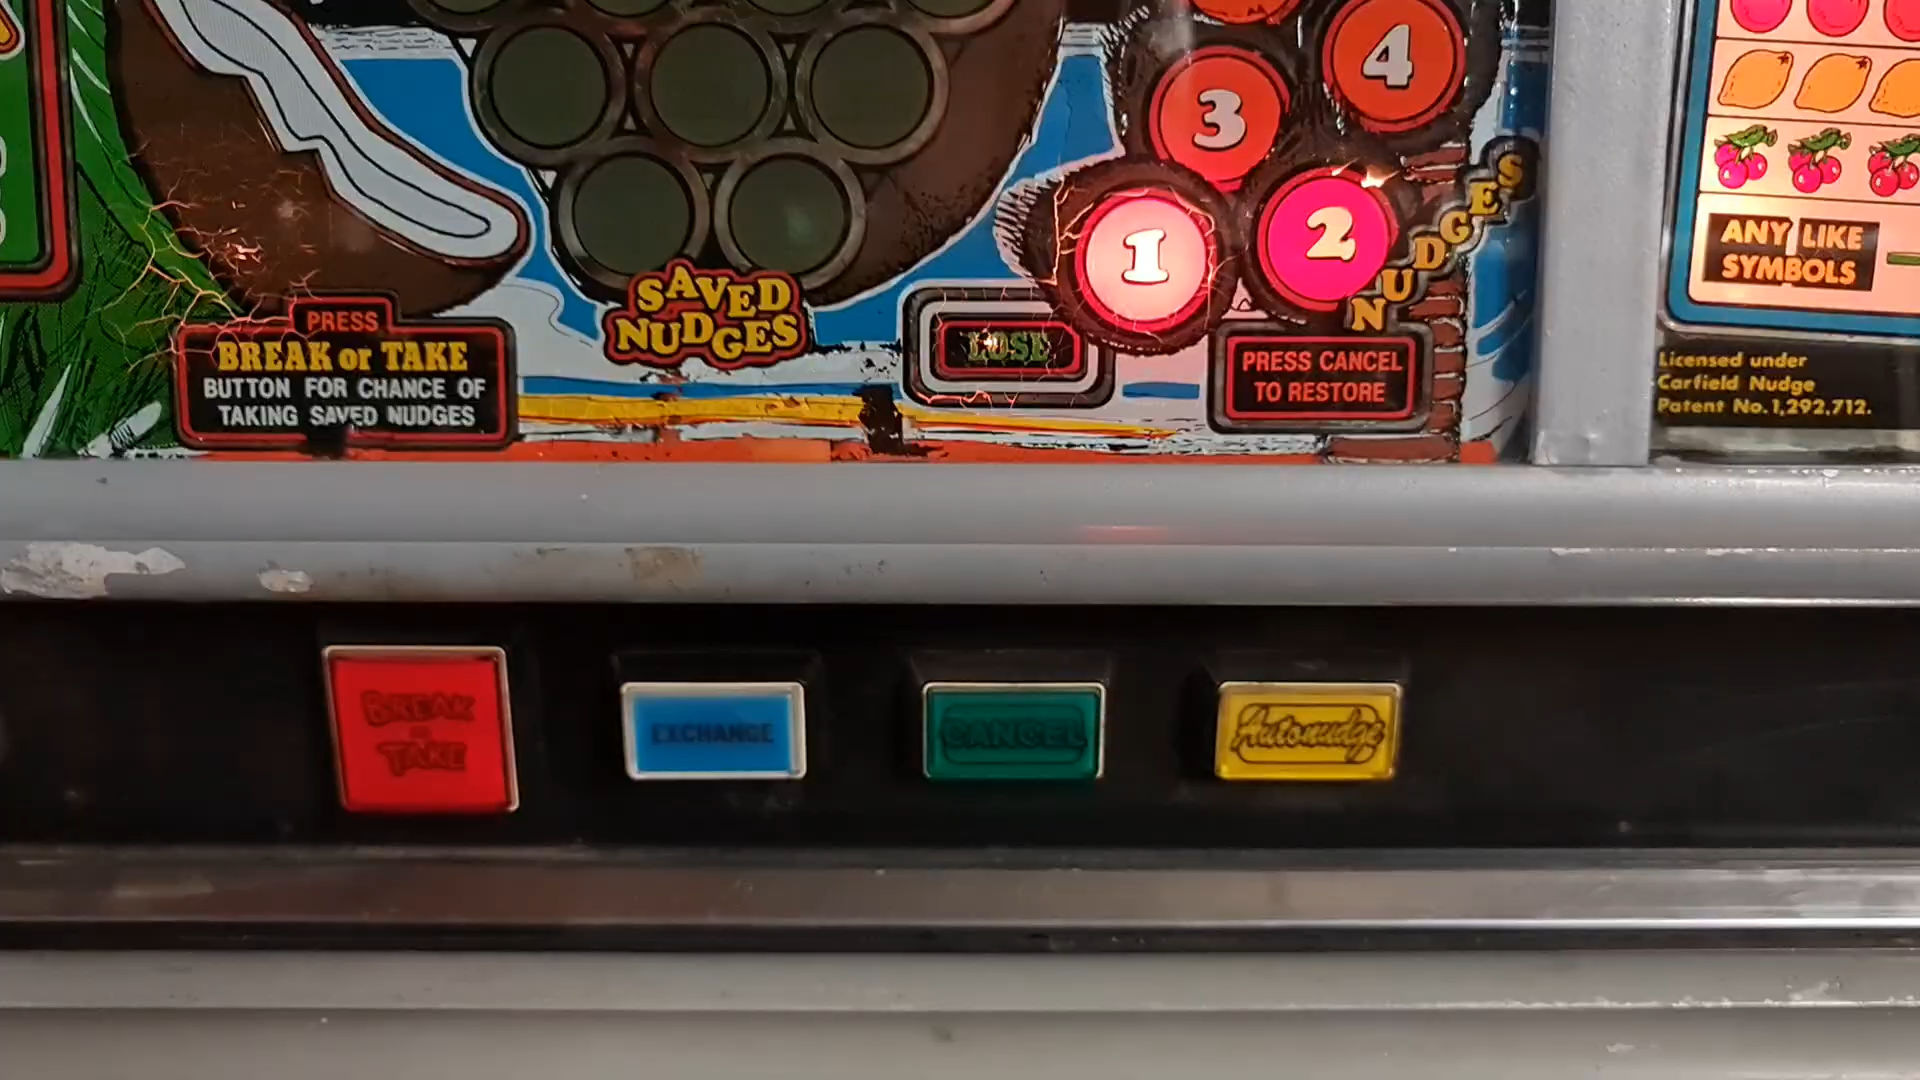 4
3
2
1
NUDGES
SAVED
NUDGES
LOSE
PRESS
BREAK or TAKE
BUTTON FOR CHANCE OF
TAKING SAVED NUDGES
PRESS CANCEL
TO RESTORE
ANY LIKE
SYMBOLS
Licensed under
Carfield Nudge
Patent No. 1,292,712.
BREAK
OR
TAKE
EXCHANGE
CANCEL
Autonudge